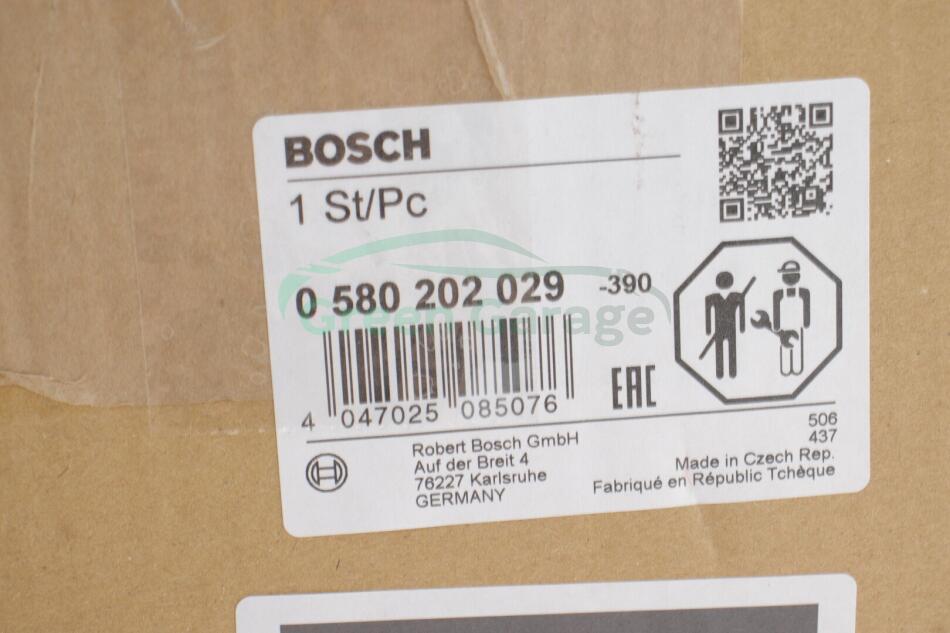 BOSCH
1 St/Pc
0 580 202 029 -390
Green Garage
4 047025 085076
EAC
506
437
Robert Bosch GmbH
Auf der Breit 4
76227 Karlsruhe
GERMANY
Made in Czech Rep.
Fabriqué en République Tchèque